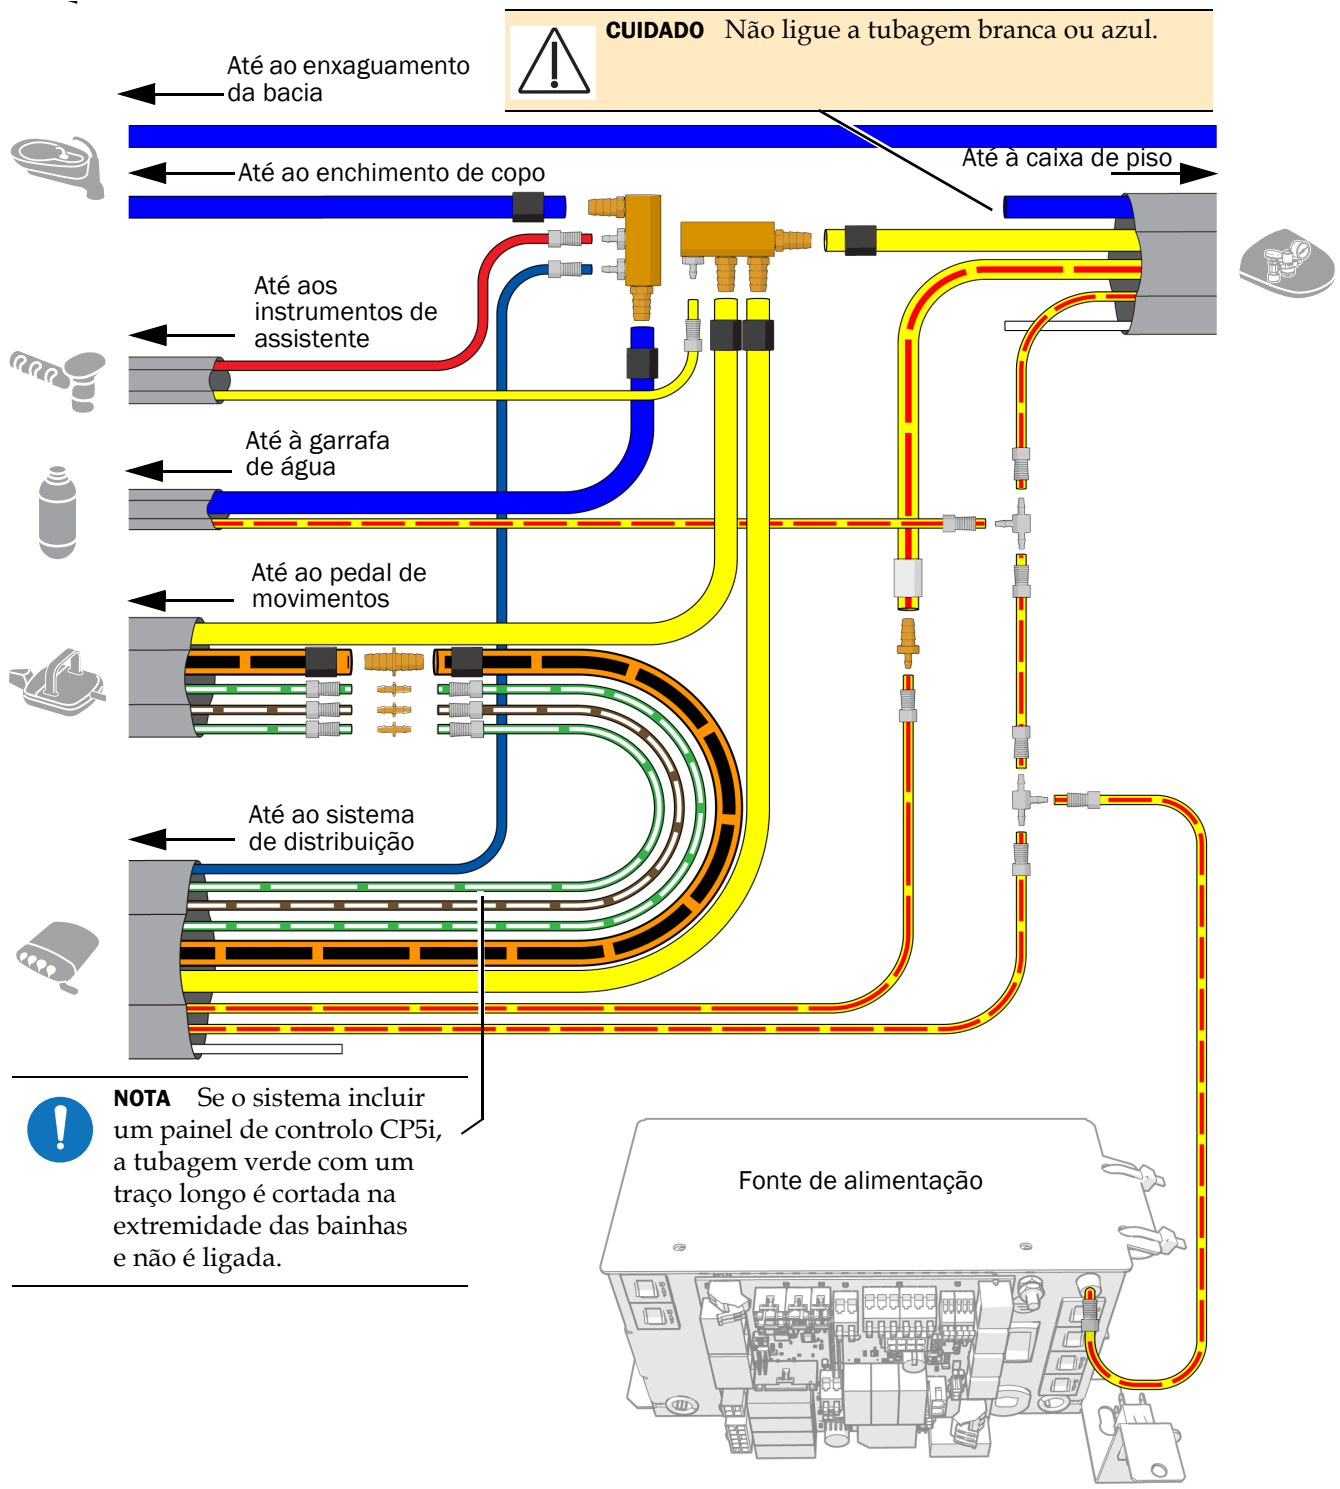 CUIDADO Não ligue a tubagem branca ou azul.
Até ao enxaguamento
da bacia
Até à caixa de piso
Até ao enchimento de copo
Até aos
instrumentos de
assistente
Até à garrafa
de água
Até ao pedal de
movimentos
Até ao sistema
de distribuição
NOTA Se o sistema incluir
um painel de controlo CP5i,
a tubagem verde com um
traço longo é cortada na
extremidade das bainhas
e não é ligada.
Fonte de alimentação